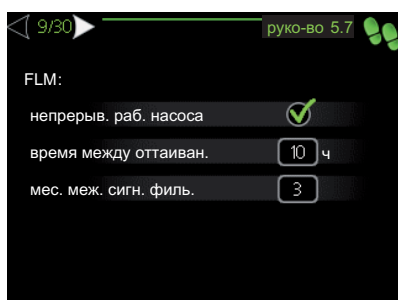 9/30 руко-во 5.7
FLM:
непрерыв. раб. насоса
время между оттаиван. 10 ч
мес. меж. сигн. филь. 3